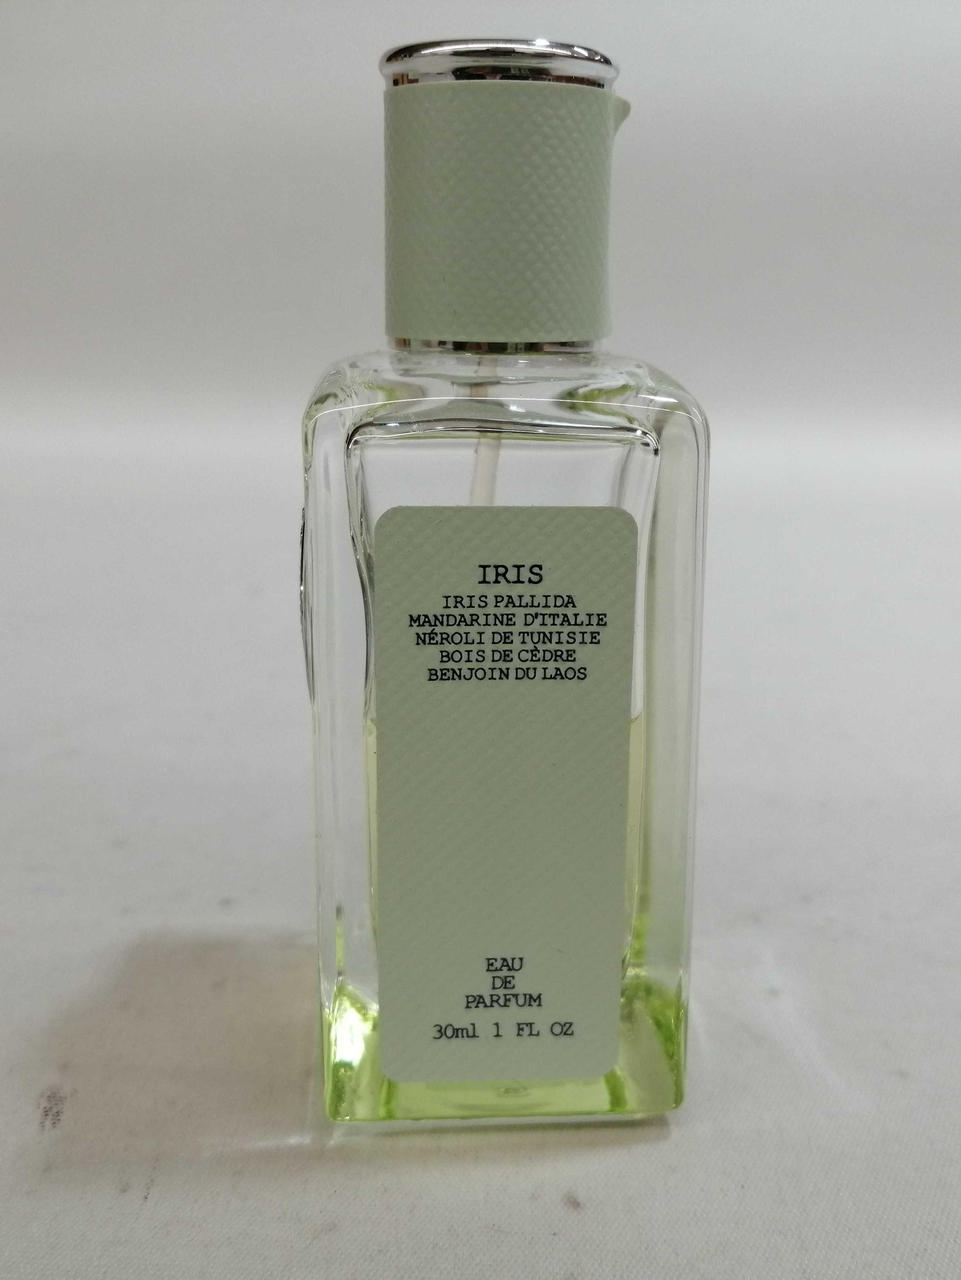 IRIS
IRIS PALLIDA
MANDARINE D'ITALIE
NÉROLI DE TUNISIE
BOIS DE CÈDRE
BENJOIN DU LAOS
EAU
DE
PARFUM
30ml 1 FL OZ